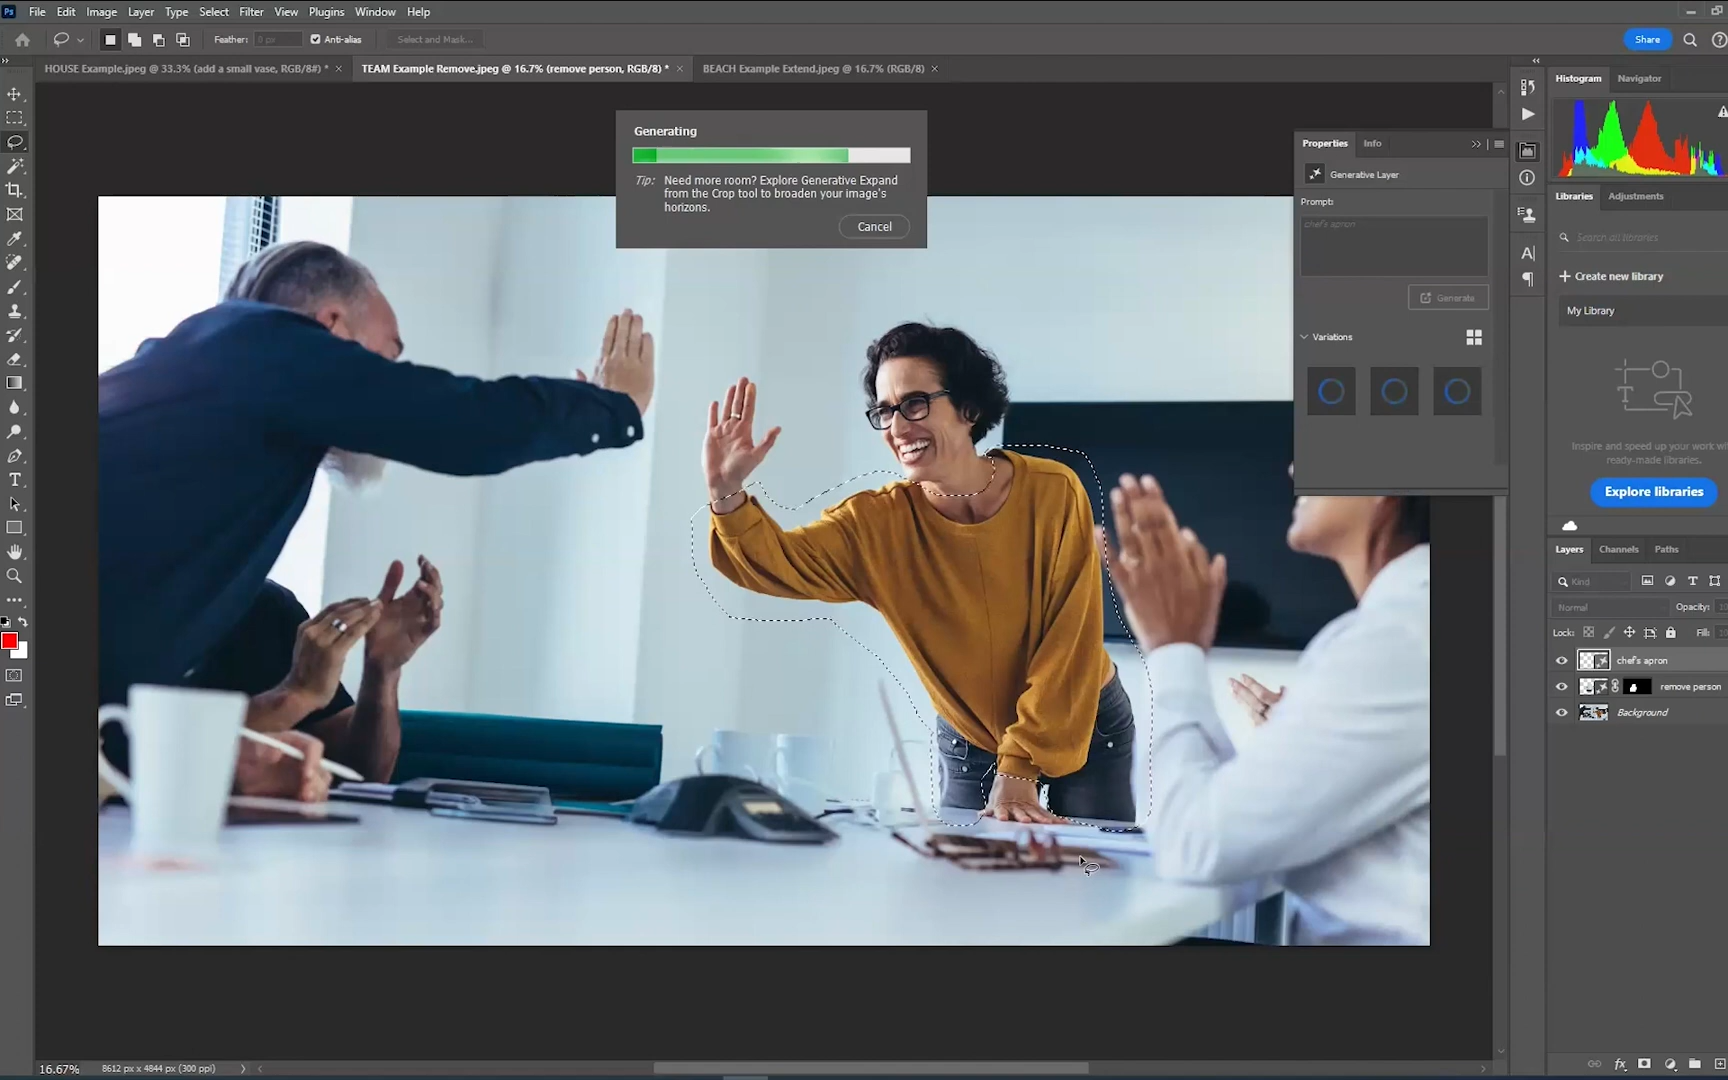 Ps File Edit Image Layer Type Select Filter View Plugins Window Help
Feather: 0 px Anti-alias Select and Mask... Share
HOUSE Example.jpeg @ 33.3% (add a small vase, RGB/8#) * × TEAM Example Remove.jpeg @ 16.7% (remove person, RGB/8) * × BEACH Example Extend.jpeg @ 16.7% (RGB/8) ×
Histogram Navigator
Generating
Tip: Need more room? Explore Generative Expand
from the Crop tool to broaden your image's
horizons.
Cancel
Properties Info
Generative Layer
Prompt:
chef's apron
Generate
Variations
Libraries Adjustments
Search all libraries
+ Create new library
My Library
Inspire and speed up your work
ready-made libraries.
Explore libraries
Layers Channels Paths
Kind
Normal Opacity:
Lock: Fill:
chef's apron
remove person
Background
16.67% 8612 px x 4844 px (300 ppi)